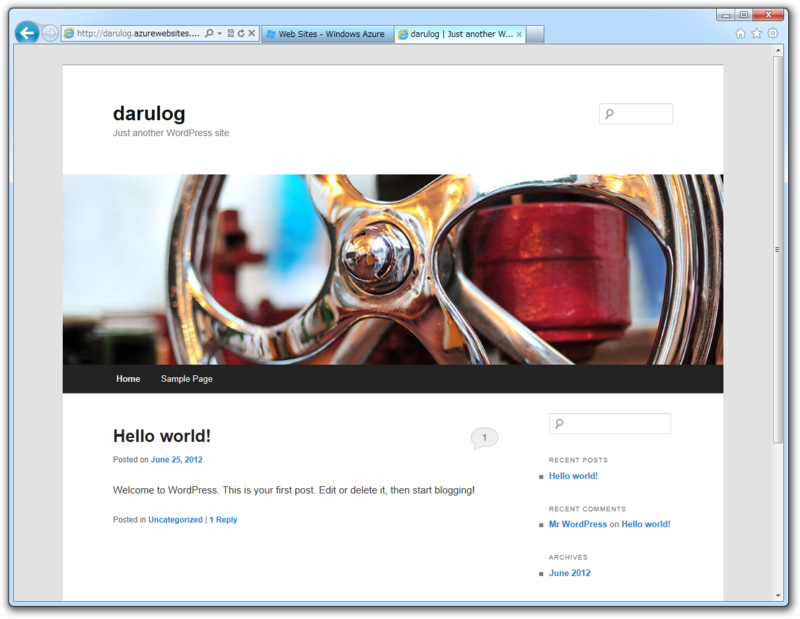 http://darulog.azurewebsites....
Web Sites - Windows Azure
darulog | Just another W...
darulog
Just another WordPress site
Home
Sample Page
Hello world!
1
Posted on June 25, 2012
Welcome to WordPress. This is your first post. Edit or delete it, then start blogging!
Posted in Uncategorized | 1 Reply
RECENT POSTS
Hello world!
RECENT COMMENTS
Mr WordPress on Hello world!
ARCHIVES
June 2012